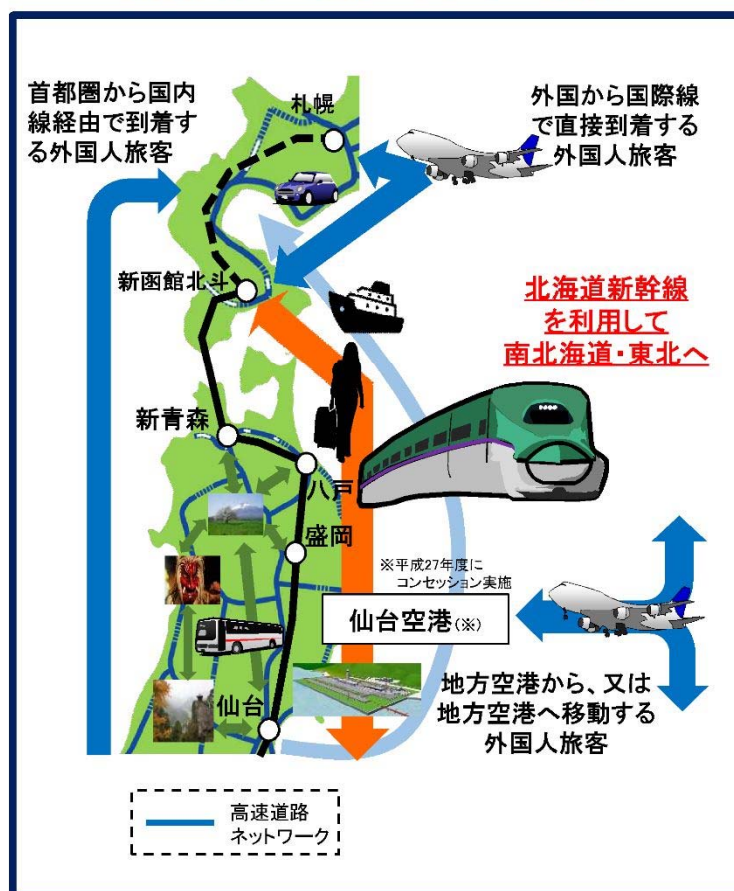 首都圏から国内
線経由で到着す
る外国人旅客
札幌
外国から国際線
で直接到着する
外国人旅客
新函館北斗
北海道新幹線
を利用して
南北海道・東北へ
新青森
八戸
盛岡
※平成27年度に
コンセッション実施
仙台空港(※)
仙台
地方空港から、又は
地方空港へ移動する
外国人旅客
高速道路
ネットワーク